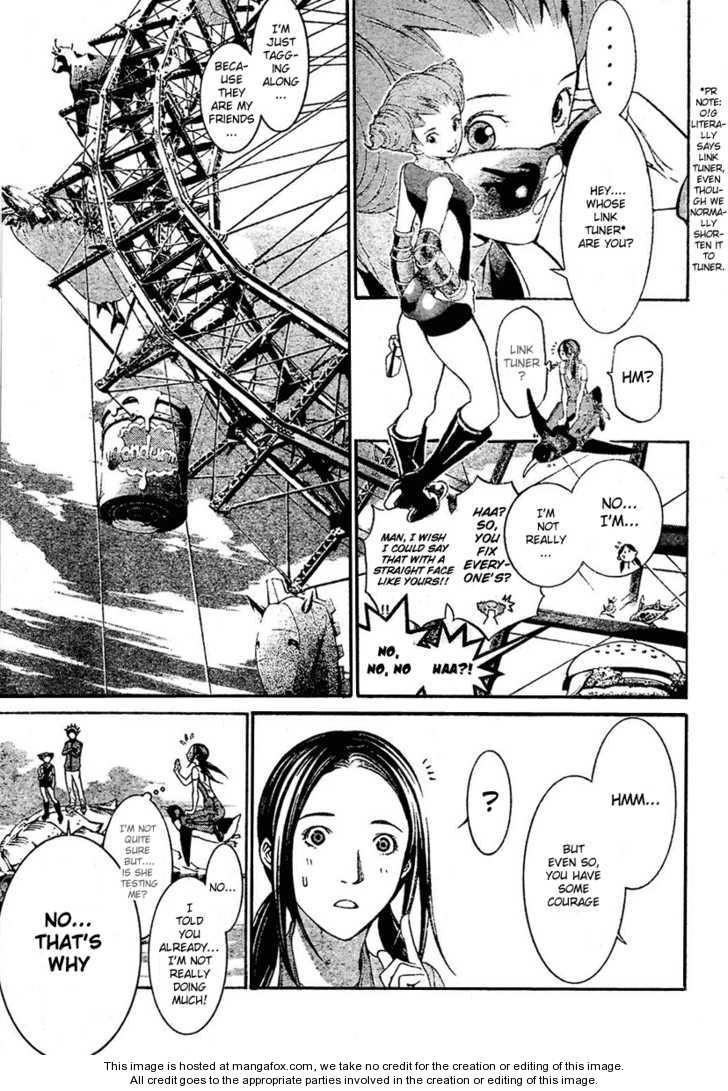 . . . .
HEY....
WHOSE
LINK
TUNER*
ARE YOU?
*PR
NOTE:
O!G
LITERA-
LLY
SAYS
LINK
TUNER,
EVEN
THOU-
GH WE
NORMA-
LLY
SHOR-
TEN IT
TO
TUNER.
I'M
JUST
TAGG-
ING
ALONG
...
BECA-
USE
THEY
ARE MY
FRIENDS
...
HM?
LINK
TUNER
?
NO...
I'M...
I'M
NOT
REALLY
...
HAA?
SO,
YOU
FIX
EVERY-
ONE'S?
MAN, I WISH
I COULD SAY
THAT WITH A
STRAIGHT FACE
LIKE YOURS!!
!!
HAA?!
NO,
NO, NO
HMM...
BUT
EVEN SO,
YOU HAVE
SOME
COURAGE
?
NO...
I
TOLD
YOU
ALREADY...
I'M NOT
REALLY
DOING
MUCH!
I'M NOT
QUITE
SURE
BUT....
IS SHE
TESTING
ME?
NO...
THAT'S
WHY
This image is hosted at mangafox.com, we take no credit for the creation or editing of this image.
All credit goes to the appropriate parties involved in the creation or editing of this image.